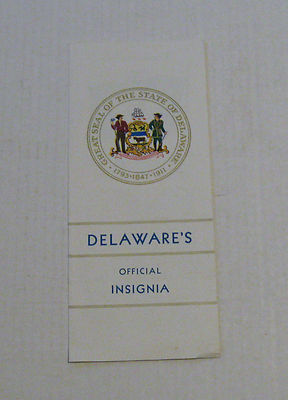 GREAT SEAL OF THE STATE OF DELAWARE
1793 · 1847 · 1911
DELAWARE'S
OFFICIAL
INSIGNIA